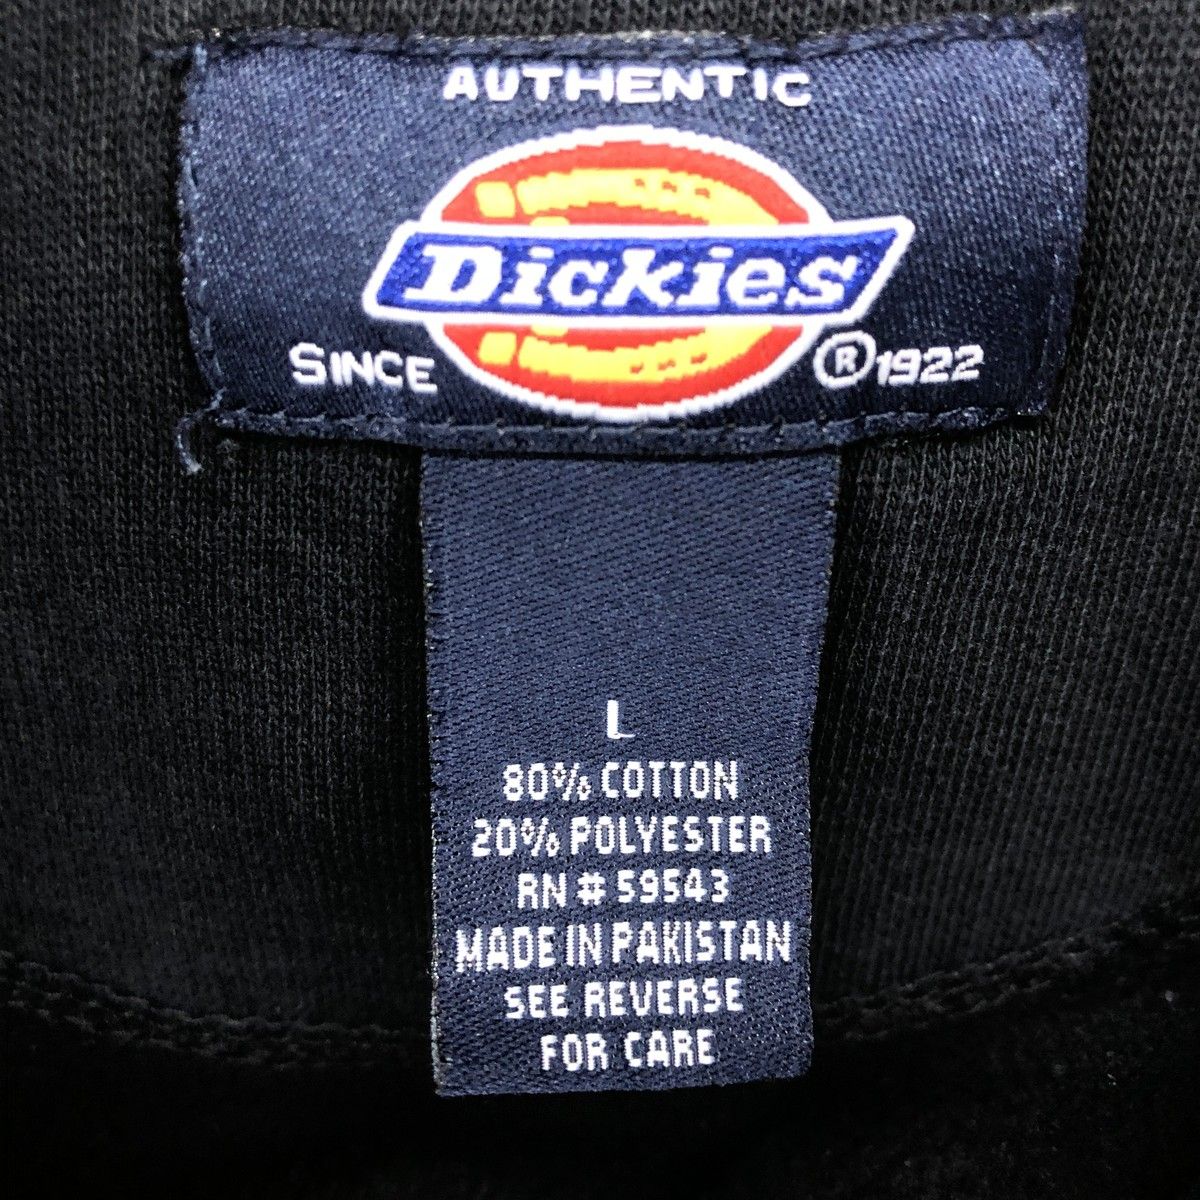 AUTHENTIC
Dickies
SINCE ® 1922
L
80% COTTON
20% POLYESTER
RN # 59543
MADE IN PAKISTAN
SEE REVERSE
FOR CARE